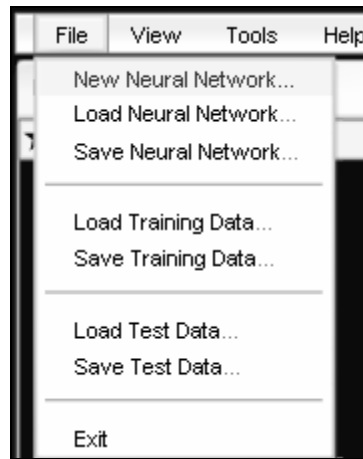 File View Tools Help
New Neural Network...
Load Neural Network...
Save Neural Network...
Load Training Data...
Save Training Data...
Load Test Data...
Save Test Data...
Exit